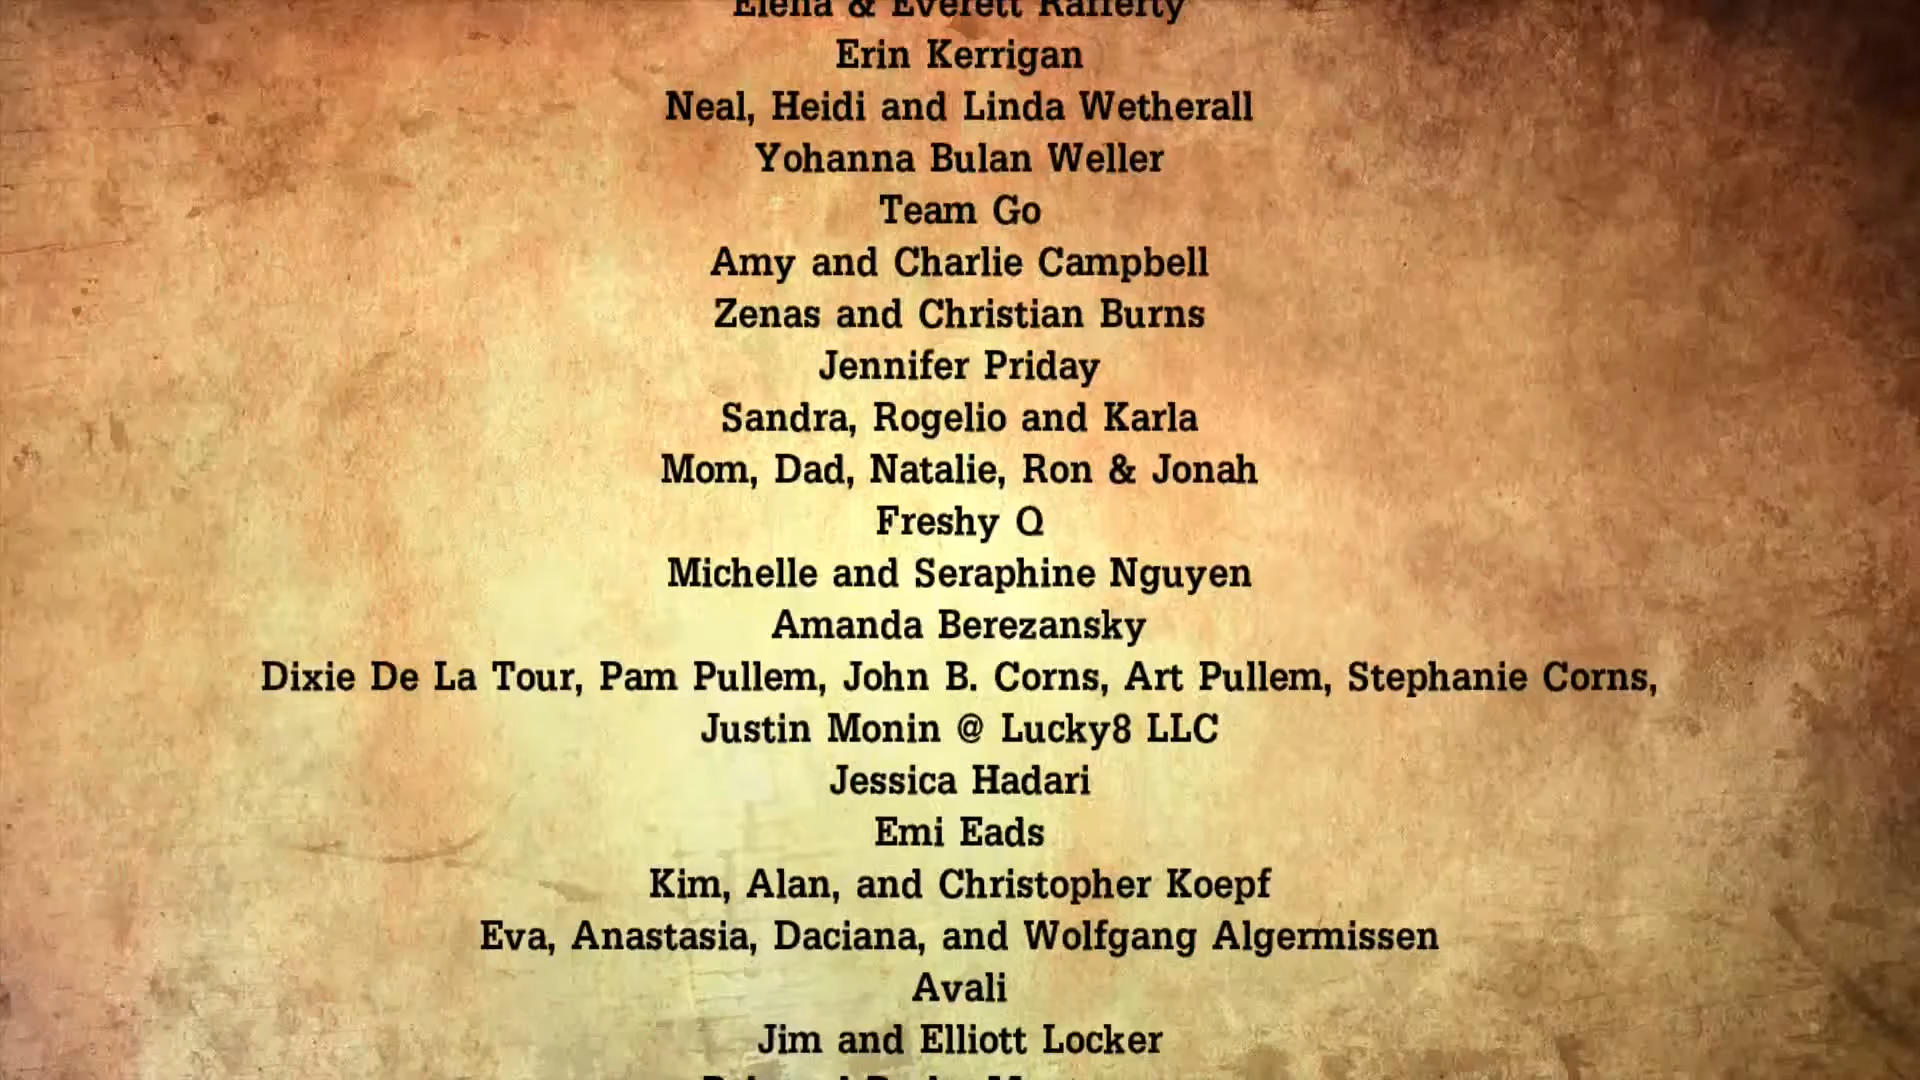 Elena & Everett Rafferty
Erin Kerrigan
Neal, Heidi and Linda Wetherall
Yohanna Bulan Weller
Team Go
Amy and Charlie Campbell
Zenas and Christian Burns
Jennifer Priday
Sandra, Rogelio and Karla
Mom, Dad, Natalie, Ron & Jonah
Freshy Q
Michelle and Seraphine Nguyen
Amanda Berezansky
Dixie De La Tour, Pam Pullem, John B. Corns, Art Pullem, Stephanie Corns,
Justin Monin @ Lucky8 LLC
Jessica Hadari
Emi Eads
Kim, Alan, and Christopher Koepf
Eva, Anastasia, Daciana, and Wolfgang Algermissen
Avali
Jim and Elliott Locker